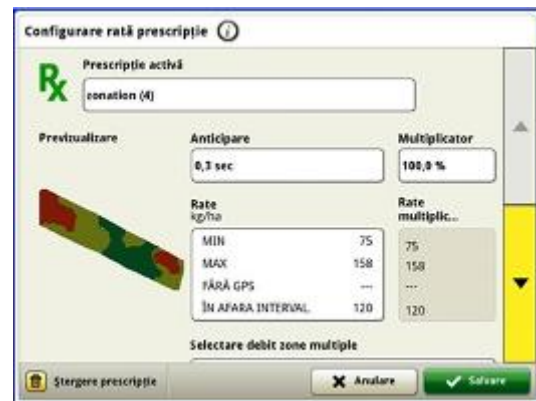 Configurare rată prescripție i
Rx
Prescripție activă
zonation (4)
Previzualizare
Anticipare
Multiplicator
0,3 sec
100,0 %
Rate
kg/ha
Rate
multiplic...
MIN 75 75
MAX 158 158
FĂRĂ GPS --- ---
ÎN AFARA INTERVAL. 120 120
Selectare debit zone multiple
Ștergere prescripție
Anulare
Salvare